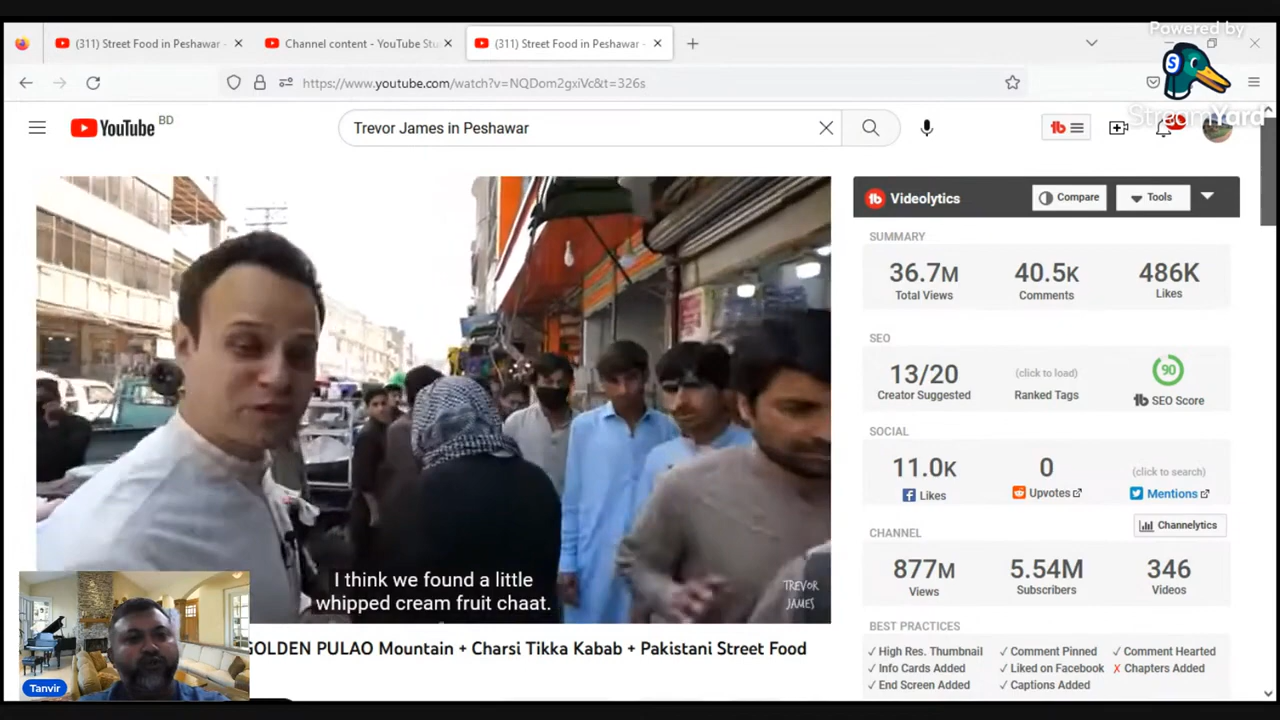 Powered by
StreamYard
(311) Street Food in Peshawar -
Channel content - YouTube Stu
(311) Street Food in Peshawar -
https://www.youtube.com/watch?v=NQDom2gxiVc&t=326s
YouTube BD
Trevor James in Peshawar
tb
tb Videolytics
Compare
Tools
SUMMARY
36.7M
Total Views
40.5K
Comments
486K
Likes
SEO
13/20
Creator Suggested
(click to load)
Ranked Tags
90
tb SEO Score
SOCIAL
11.0K
Likes
0
Upvotes
(click to search)
Mentions
CHANNEL
Channelytics
877M
Views
5.54M
Subscribers
346
Videos
BEST PRACTICES
✓ High Res. Thumbnail
✓ Comment Pinned
✓ Comment Hearted
✓ Info Cards Added
✓ Liked on Facebook
✗ Chapters Added
✓ End Screen Added
✓ Captions Added
I think we found a little
whipped cream fruit chaat.
TREVOR
JAMES
GOLDEN PULAO Mountain + Charsi Tikka Kabab + Pakistani Street Food
Tanvir